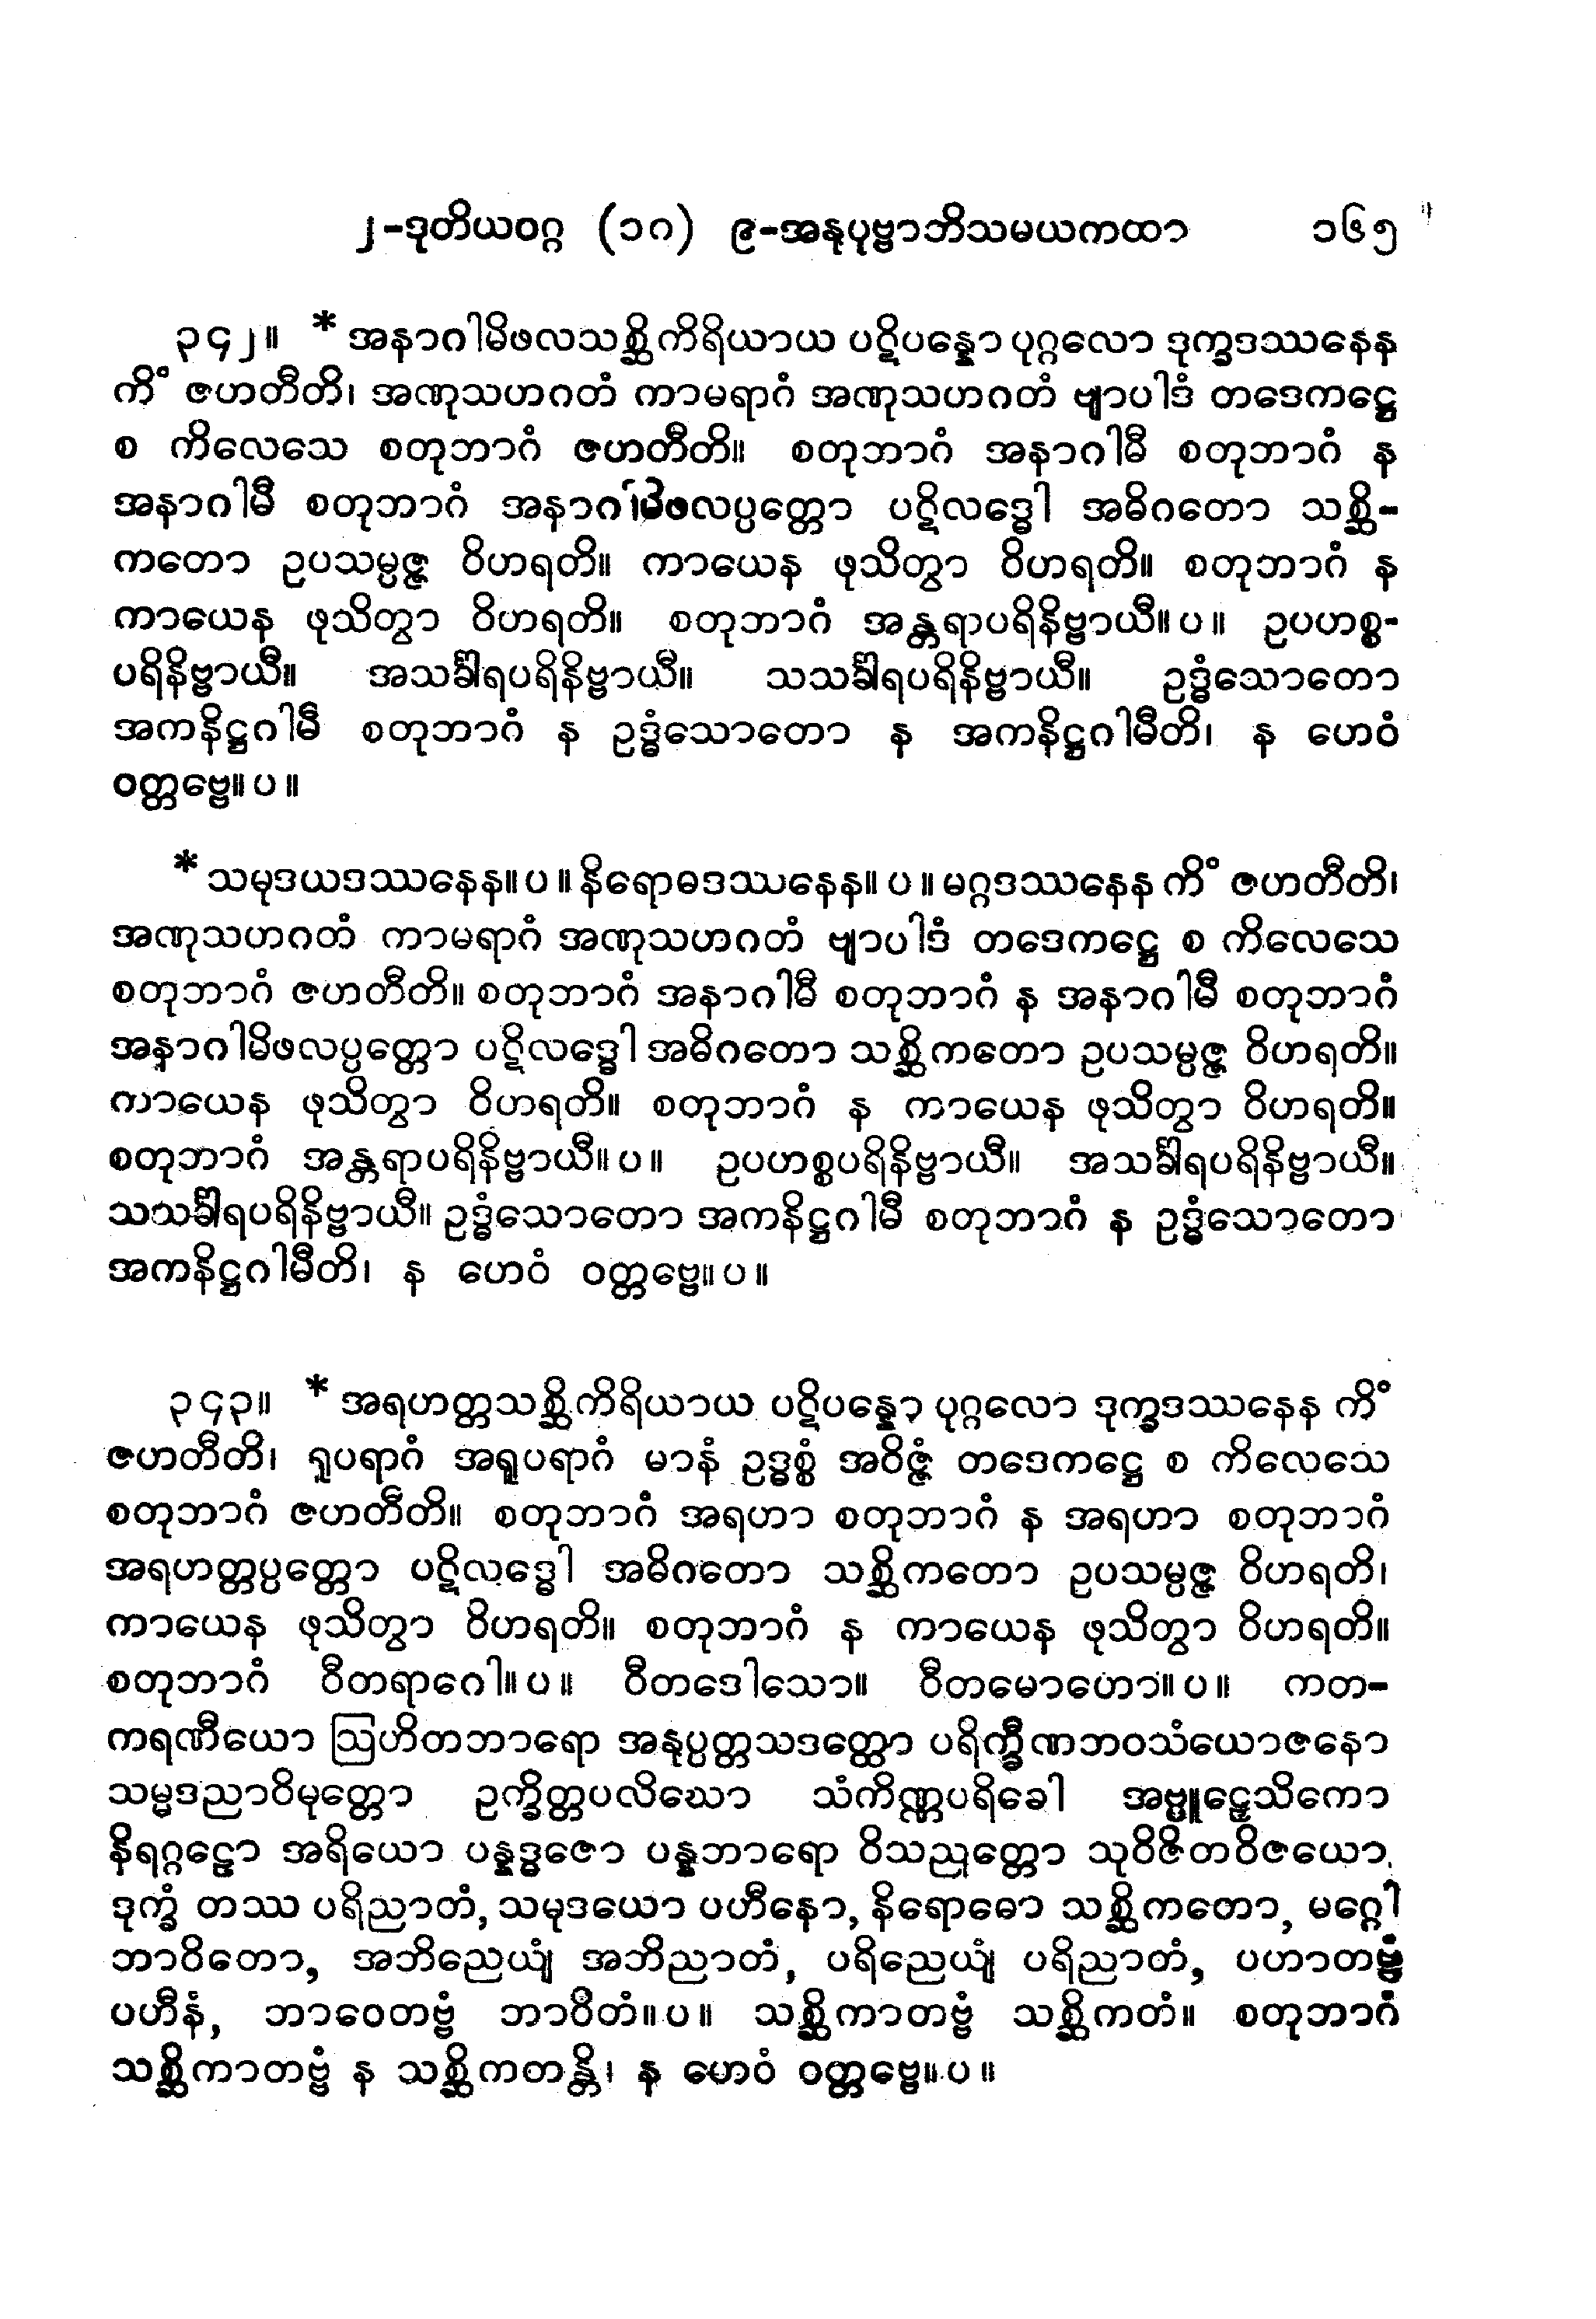 ၂-ဒုတိယဝဂ္ဂ (၁၈) ၉-အနုပုဗ္ဗာဘိသမယကထာ ၁၆၅
၃၄၂။ * အနာဂါမိဖလသစ္ဆိကိရိယာယ ပဋိပန္နော ပုဂ္ဂလော ဒုက္ခဒဿနေန
ကိံ ဇဟတီတိ၊ အဏုသဟဂတံ ကာမရာဂံ အဏုသဟဂတံ ဗျာပါဒံ တဒေကဋ္ဌေ
စ ကိလေသေ စတုဘာဂံ ဇဟတီတိ။ စတုဘာဂံ အနာဂါမီ စတုဘာဂံ န
အနာဂါမီ စတုဘာဂံ အနာဂါမိဖလပ္ပတ္တော ပဋိလဒ္ဓေါ အဓိဂတော သစ္ဆိ-
ကတော ဥပသမ္ပဇ္ဇ ဝိဟရတိ။ ကာယေန ဖုသိတွာ ဝိဟရတိ။ စတုဘာဂံ န
ကာယေန ဖုသိတွာ ဝိဟရတိ။ စတုဘာဂံ အန္တရာပရိနိဗ္ဗာယီ။ ပ ။ ဥပဟစ္စ-
ပရိနိဗ္ဗာယီ။ အသင်္ခါရပရိနိဗ္ဗာယီ။ သသင်္ခါရပရိနိဗ္ဗာယီ။ ဥဒ္ဓံသောတော
အကနိဋ္ဌဂါမီ စတုဘာဂံ န ဥဒ္ဓံသောတော န အကနိဋ္ဌဂါမီတိ၊ န ဟေဝံ
ဝတ္တဗ္ဗေ။ ပ ။
* သမုဒယဒဿနေန။ ပ ။ နိရောဓဒဿနေန။ ပ ။ မဂ္ဂဒဿနေန ကိံ ဇဟတီတိ၊
အဏုသဟဂတံ ကာမရာဂံ အဏုသဟဂတံ ဗျာပါဒံ တဒေကဋ္ဌေ စ ကိလေသေ
စတုဘာဂံ ဇဟတီတိ။ စတုဘာဂံ အနာဂါမီ စတုဘာဂံ န အနာဂါမီ စတုဘာဂံ
အနာဂါမိဖလပ္ပတ္တော ပဋိလဒ္ဓေါ အဓိဂတော သစ္ဆိကတော ဥပသမ္ပဇ္ဇ ဝိဟရတိ။
ကာယေန ဖုသိတွာ ဝိဟရတိ။ စတုဘာဂံ န ကာယေန ဖုသိတွာ ဝိဟရတိ။
စတုဘာဂံ အန္တရာပရိနိဗ္ဗာယီ။ ပ ။ ဥပဟစ္စပရိနိဗ္ဗာယီ။ အသင်္ခါရပရိနိဗ္ဗာယီ။
သသင်္ခါရပရိနိဗ္ဗာယီ။ ဥဒ္ဓံသောတော အကနိဋ္ဌဂါမီ စတုဘာဂံ န ဥဒ္ဓံသောတော
အကနိဋ္ဌဂါမီတိ၊ န ဟေဝံ ဝတ္တဗ္ဗေ။ ပ ။
၃၄၃။ * အရဟတ္တသစ္ဆိကိရိယာယ ပဋိပန္နော ပုဂ္ဂလော ဒုက္ခဒဿနေန ကိံ
ဇဟတီတိ၊ ရူပရာဂံ အရူပရာဂံ မာနံ ဥဒ္ဓစ္စံ အဝိဇ္ဇံ တဒေကဋ္ဌေ စ ကိလေသေ
စတုဘာဂံ ဇဟတီတိ။ စတုဘာဂံ အရဟာ စတုဘာဂံ န အရဟာ စတုဘာဂံ
အရဟတ္တပ္ပတ္တော ပဋိလဒ္ဓေါ အဓိဂတော သစ္ဆိကတော ဥပသမ္ပဇ္ဇ ဝိဟရတိ၊
ကာယေန ဖုသိတွာ ဝိဟရတိ။ စတုဘာဂံ န ကာယေန ဖုသိတွာ ဝိဟရတိ။
စတုဘာဂံ ဝီတရာဂေါ။ ပ ။ ဝီတဒေါသော။ ဝီတမောဟော။ ပ ။ ကတ-
ကရဏီယော ဩဟိတဘာရော အနုပ္ပတ္တသဒတ္ထော ပရိက္ခီဏဘဝသံယောဇနော
သမ္မဒညာဝိမုတ္တော ဥက္ခိတ္တပလိဃော သံကိဏ္ဏပရိခေါ အဗ္ဗူဠှေသိကော
နိရဂ္ဂဠော အရိယော ပန္နဒ္ဓဇော ပန္နဘာရော ဝိသညုတ္တော သုဝိဇိတဝိဇယော၊
ဒုက္ခံ တဿ ပရိညာတံ, သမုဒယော ပဟီနော, နိရောဓော သစ္ဆိကတော, မဂ္ဂေါ
ဘာဝိတော, အဘိညေယျံ အဘိညာတံ, ပရိညေယျံ ပရိညာတံ, ပဟာတဗ္ဗံ
ပဟီနံ, ဘာဝေတဗ္ဗံ ဘာဝိတံ။ ပ ။ သစ္ဆိကာတဗ္ဗံ သစ္ဆိကတံ။ စတုဘာဂံ
သစ္ဆိကာတဗ္ဗံ န သစ္ဆိကတန္တိ၊ န ဟေဝံ ဝတ္တဗ္ဗေ။ ပ ။